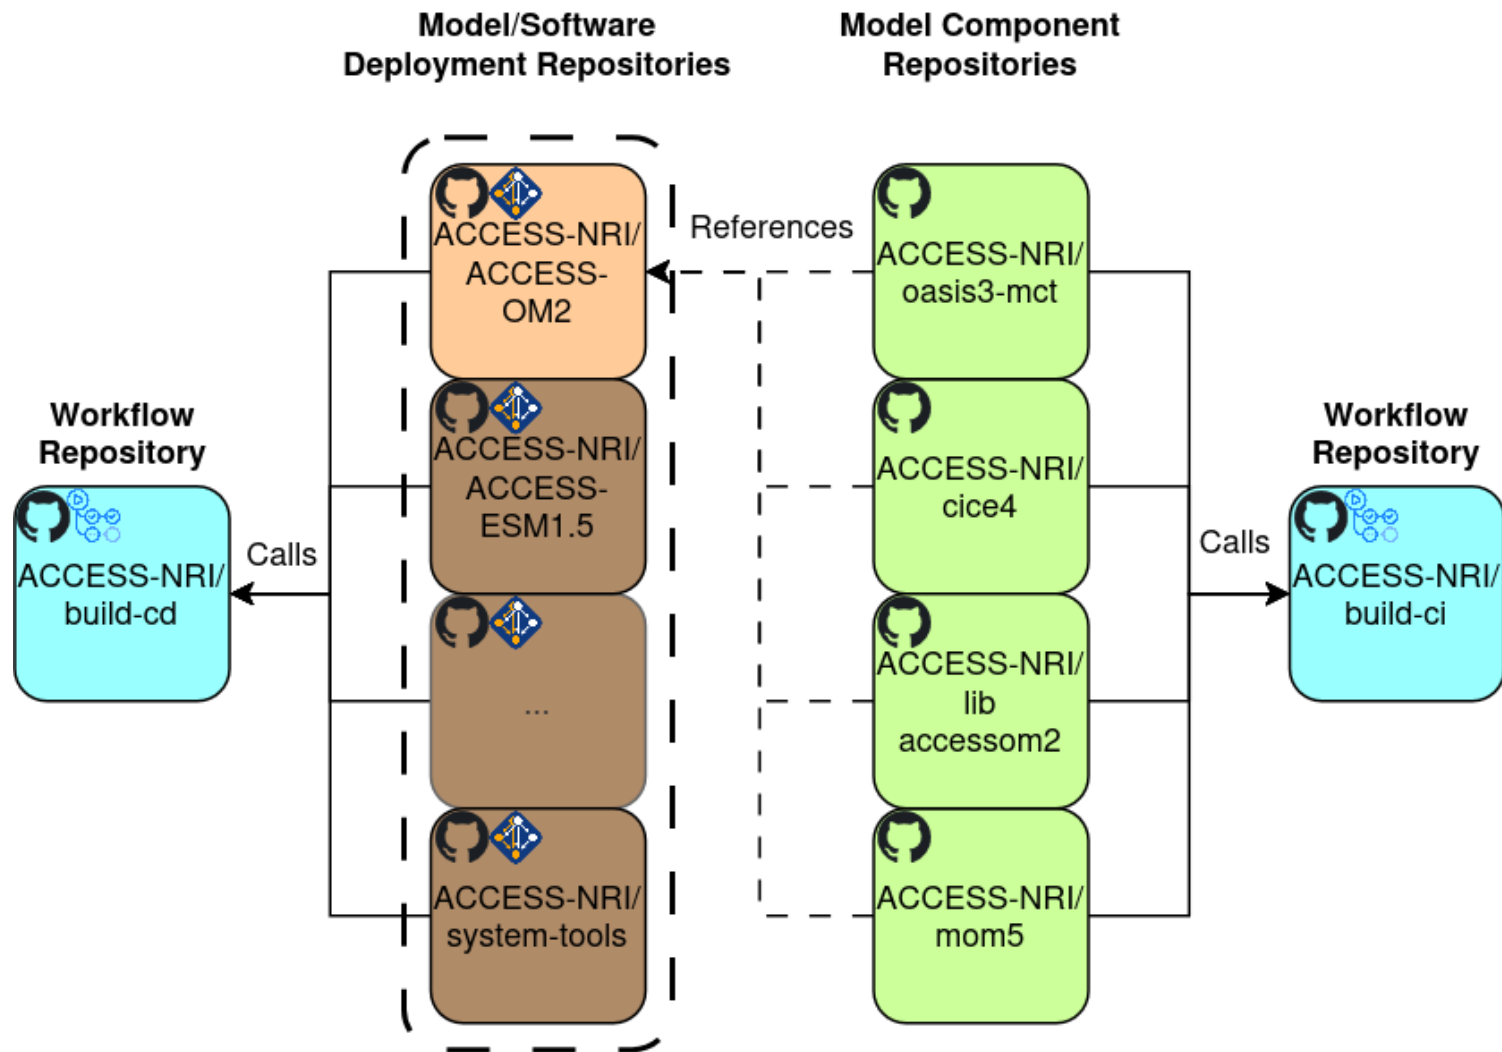 Model/Software
Deployment Repositories
Model Component
Repositories
ACCESS-NRI/
ACCESS-
OM2
References
ACCESS-NRI/
oasis3-mct
Workflow
Repository
ACCESS-NRI/
build-cd
Calls
ACCESS-NRI/
ACCESS-
ESM1.5
ACCESS-NRI/
cice4
Calls
Workflow
Repository
ACCESS-NRI/
build-ci
...
ACCESS-NRI/
lib
accessom2
ACCESS-NRI/
system-tools
ACCESS-NRI/
mom5